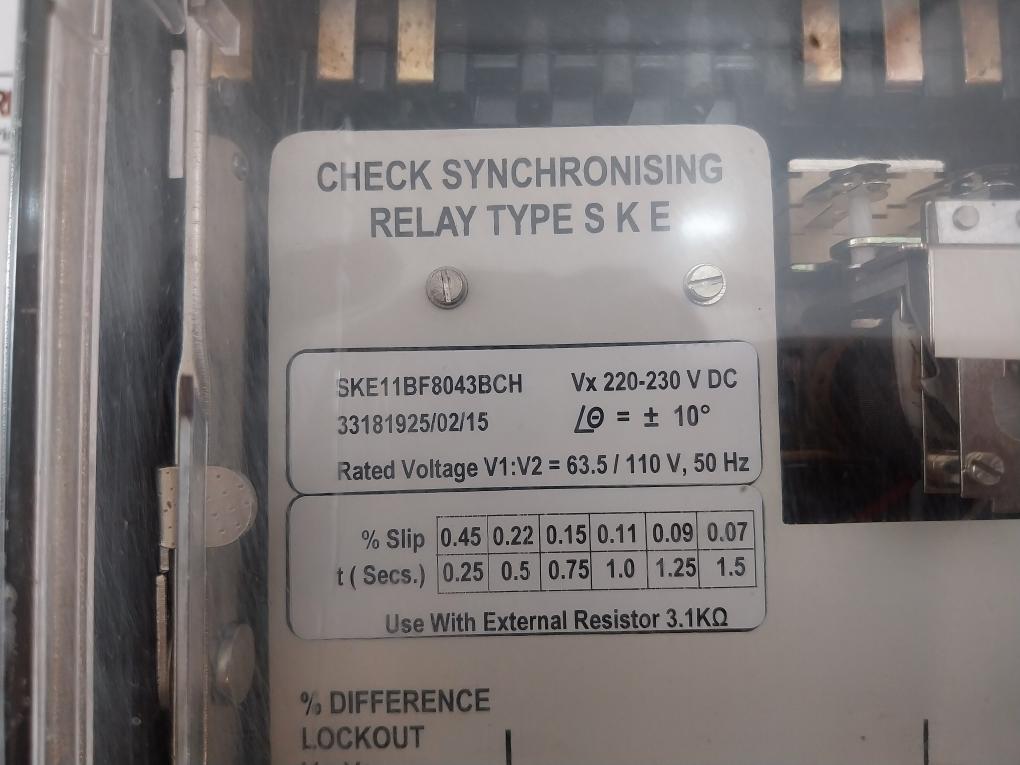 CHECK SYNCHRONISING
RELAY TYPE S K E
SKE11BF8043BCH Vx 220-230 V DC
33181925/02/15 ∠Θ = ± 10°
Rated Voltage V1:V2 = 63.5 / 110 V, 50 Hz
% Slip 0.45 0.22 0.15 0.11 0.09 0.07
t ( Secs.) 0.25 0.5 0.75 1.0 1.25 1.5
Use With External Resistor 3.1KΩ
% DIFFERENCE
LOCKOUT